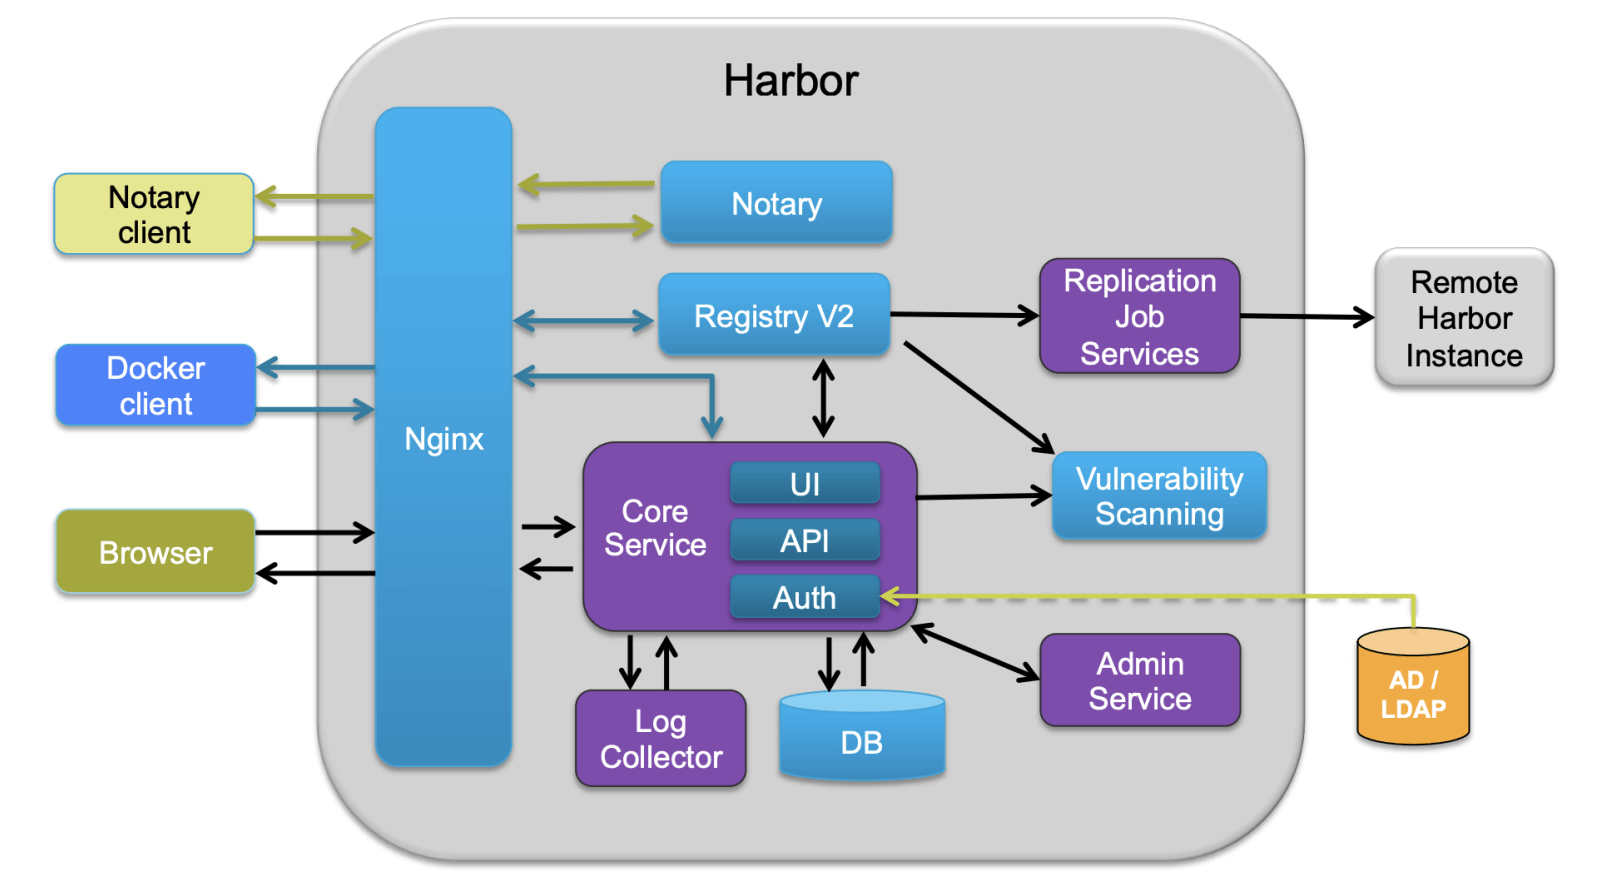 Harbor
Notary
client
Notary
Replication
Job
Services
Remote
Harbor
Instance
Registry V2
Docker
client
Nginx
UI
Core
Service
API
Auth
Vulnerability
Scanning
Browser
Admin
Service
AD /
LDAP
Log
Collector
DB